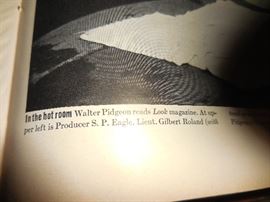 In the hot room Walter Pidgeon reads Look magazine. At up-
per left is Producer S. P. Eagle. Lieut. Gilbert Roland (with
Pidgeon